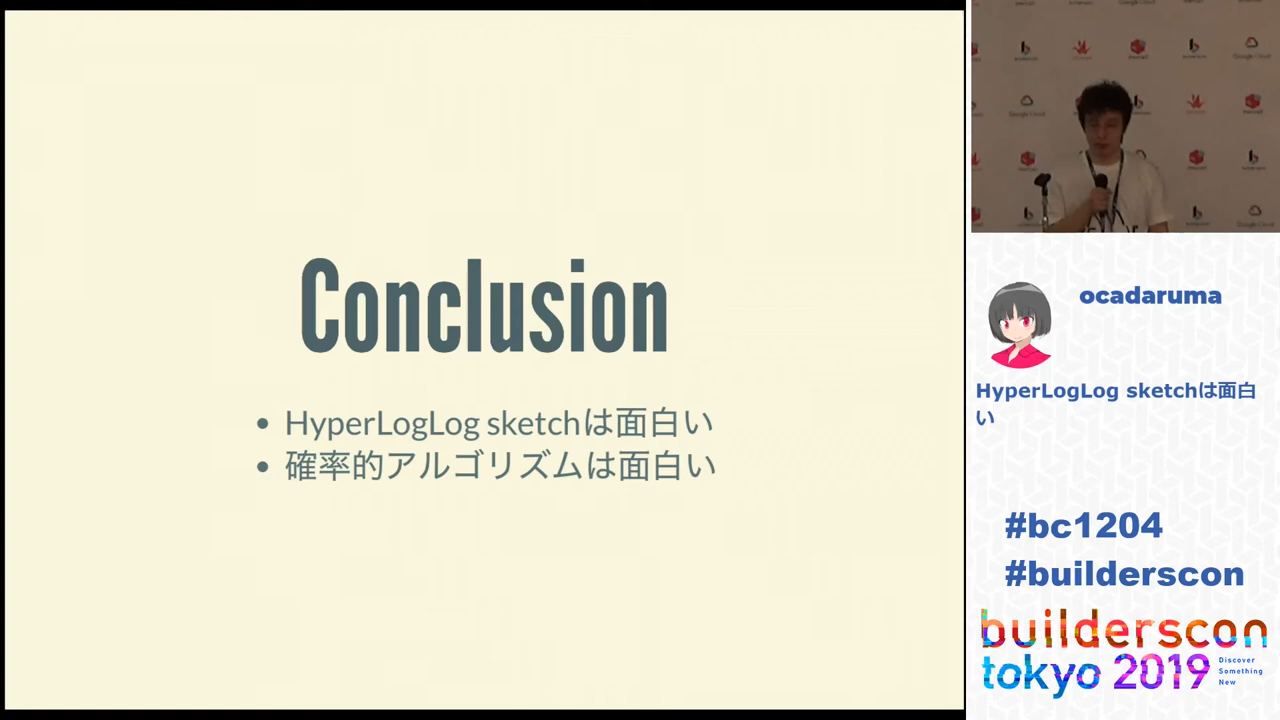 Conclusion
• HyperLogLog sketchは面白い
• 確率的アルゴリズムは面白い
ocadaruma
HyperLogLog sketchは面白
い
#bc1204
#builderscon
builderscon
tokyo 2019
Discover
Something
New